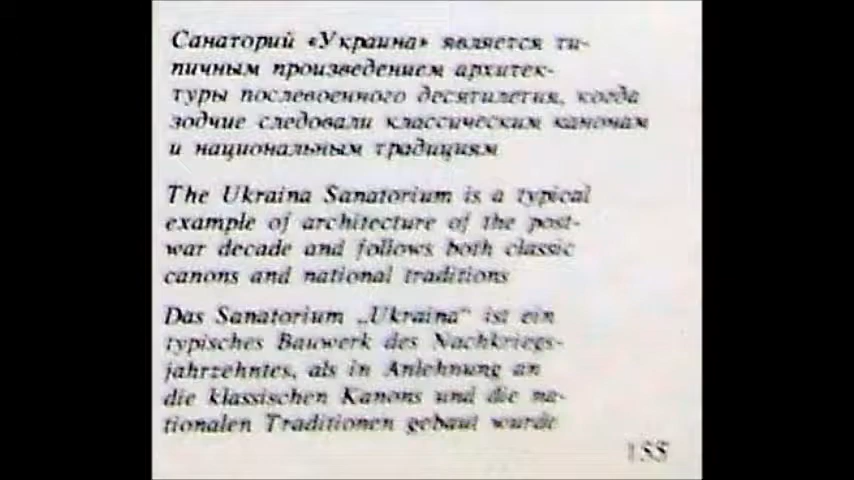 Санаторий «Украина» является ти-
пичным произведением архитек-
туры послевоенного десятилетия, когда
зодчие следовали классическим канонам
и национальным традициям
The Ukraina Sanatorium is a typical
example of architecture of the post-
war decade and follows both classic
canons and national traditions
Das Sanatorium „Ukraina“ ist ein
typisches Bauwerk des Nachkriegs-
jahrzehntes, als in Anlehnung an
die klassischen Kanons und die na-
tionalen Traditionen gebaut wurde
155